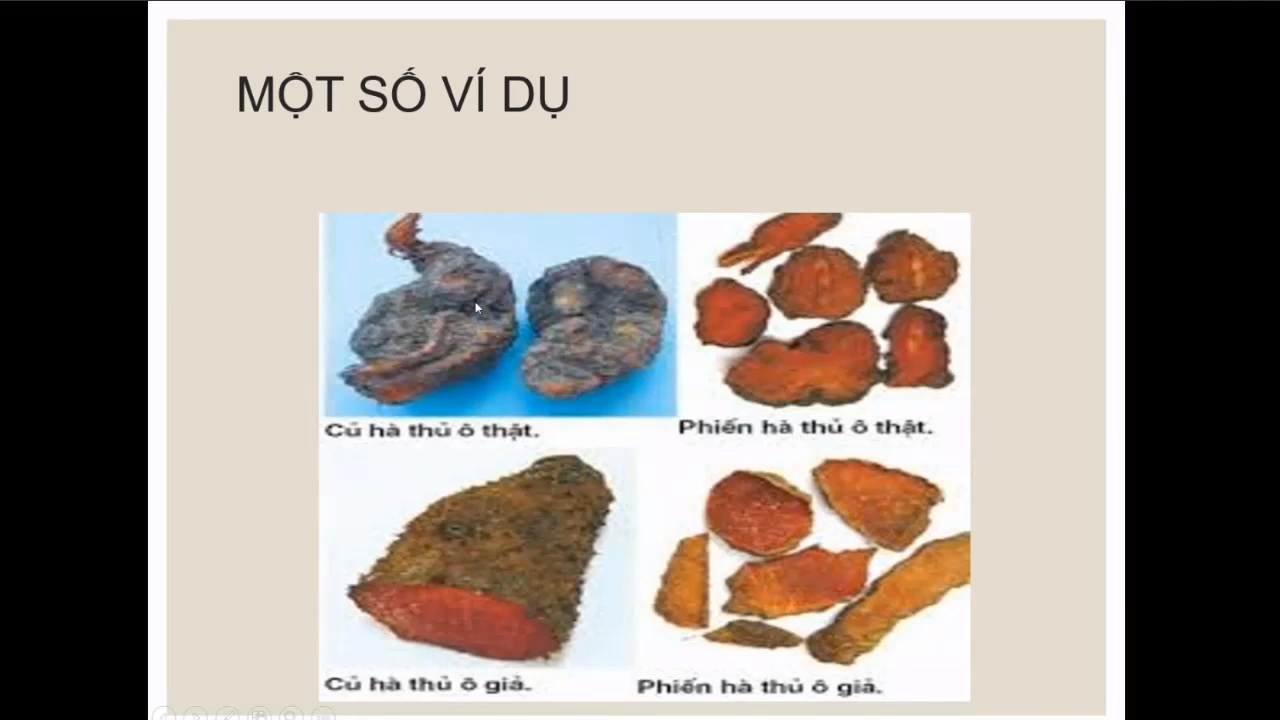 MỘT SỐ VÍ DỤ
Củ hà thủ ô thật.
Phiến hà thủ ô thật.
Củ hà thủ ô giả.
Phiến hà thủ ô giả.